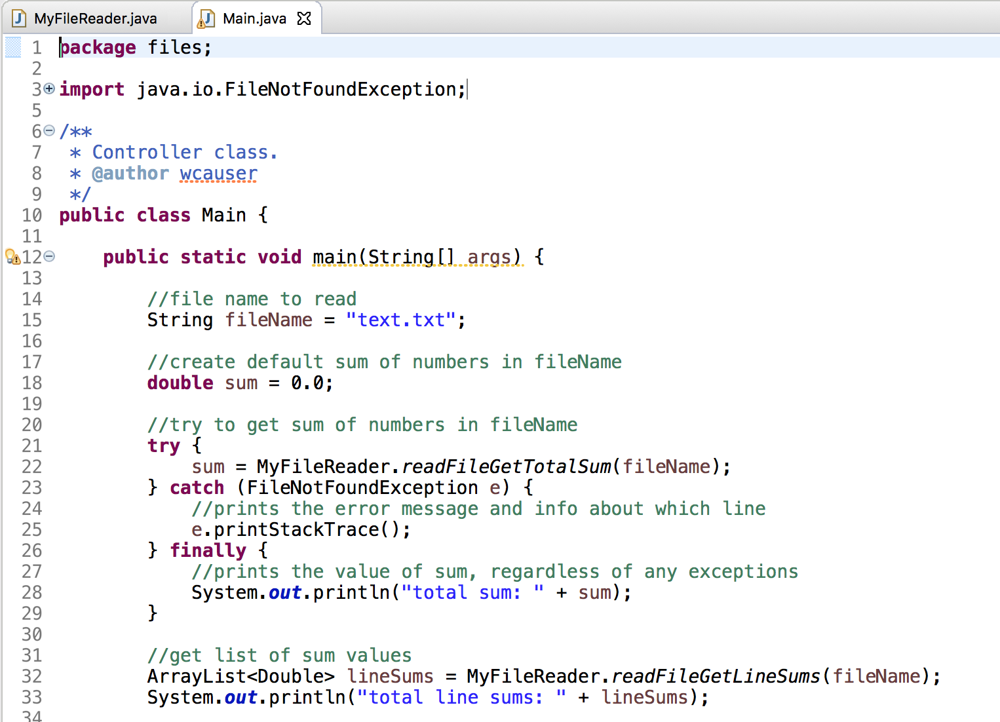 MyFileReader.java Main.java
1 package files;
2
3 import java.io.FileNotFoundException;
5
6 /**
7  * Controller class.
8  * @author wcauser
9  */
10 public class Main {
11
12     public static void main(String[] args) {
13
14         //file name to read
15         String fileName = "text.txt";
16
17         //create default sum of numbers in fileName
18         double sum = 0.0;
19
20         //try to get sum of numbers in fileName
21         try {
22             sum = MyFileReader.readFileGetTotalSum(fileName);
23         } catch (FileNotFoundException e) {
24             //prints the error message and info about which line
25             e.printStackTrace();
26         } finally {
27             //prints the value of sum, regardless of any exceptions
28             System.out.println("total sum: " + sum);
29         }
30
31         //get list of sum values
32         ArrayList<Double> lineSums = MyFileReader.readFileGetLineSums(fileName);
33         System.out.println("total line sums: " + lineSums);
34